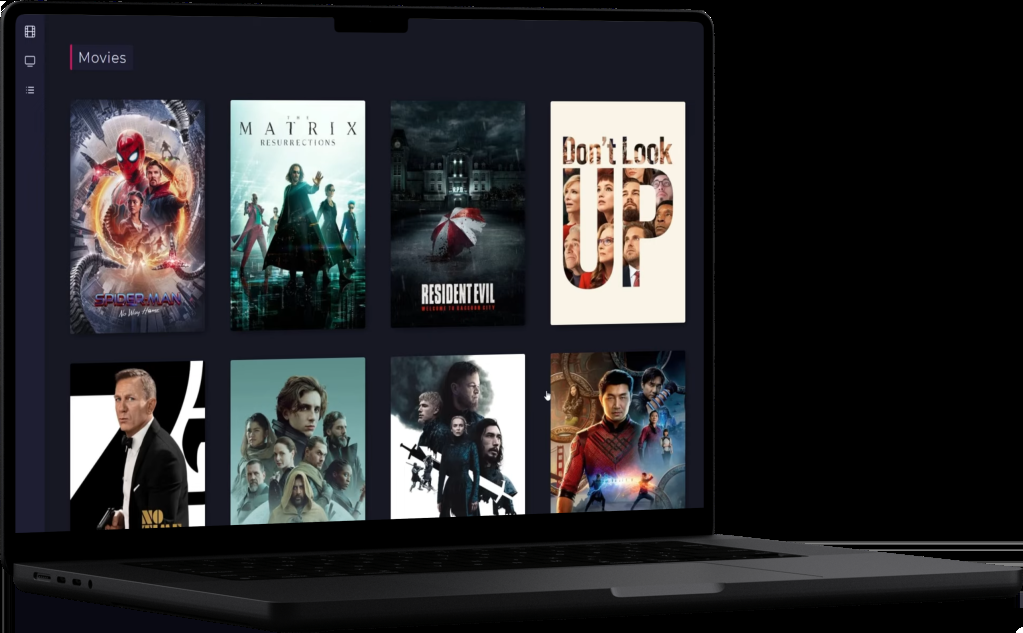 Movies
SPIDER-MAN
No Way Home
THE
MATRIX
RESURRECTIONS
RESIDENT EVIL
WELCOME TO RACCOON CITY
Don't Look
UP
NO